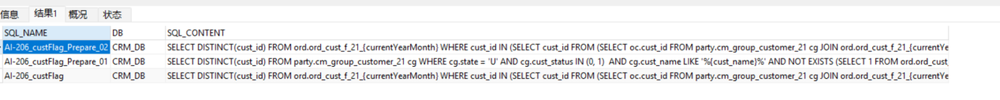 信息 结果1 概况 状态
SQL_NAME DB SQL_CONTENT
AI-206_custFlag_Prepare_02 CRM_DB SELECT DISTINCT(cust_id) FROM ord.ord_cust_f_21_{currentYearMonth} WHERE cust_id IN (SELECT cust_id FROM (SELECT oc.cust_id FROM party.cm_group_customer_21 cg JOIN ord.ord_cust_f_21_{currentYe
AI-206_custFlag_Prepare_01 CRM_DB SELECT DISTINCT(cust_id) FROM party.cm_group_customer_21 cg WHERE cg.state = 'U' AND cg.cust_status IN (0, 1) AND cg.cust_name LIKE '%{cust_name}%' AND NOT EXISTS (SELECT 1 FROM ord.ord_cust_
AI-206_custFlag CRM_DB SELECT DISTINCT(cust_id) FROM ord.ord_cust_f_21_{currentYearMonth} WHERE cust_id IN (SELECT cust_id FROM (SELECT oc.cust_id FROM party.cm_group_customer_21 cg JOIN ord.ord_cust_f_21_{currentYe